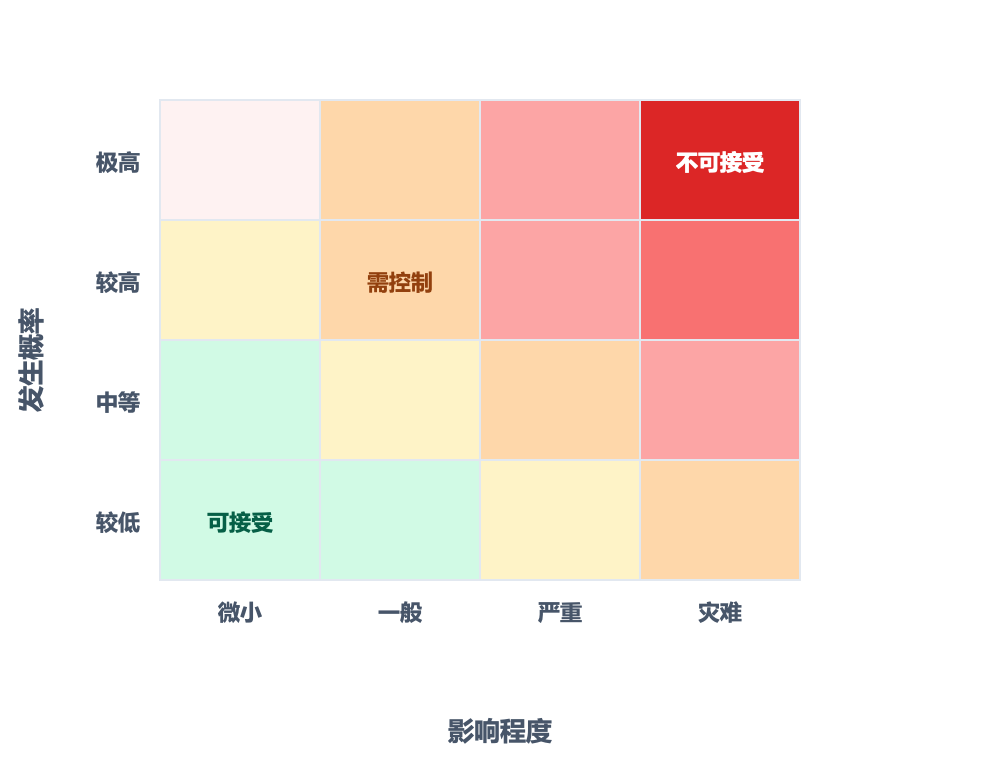 极高
不可接受
较高
需控制
发生概率
中等
较低
可接受
微小
一般
严重
灾难
影响程度